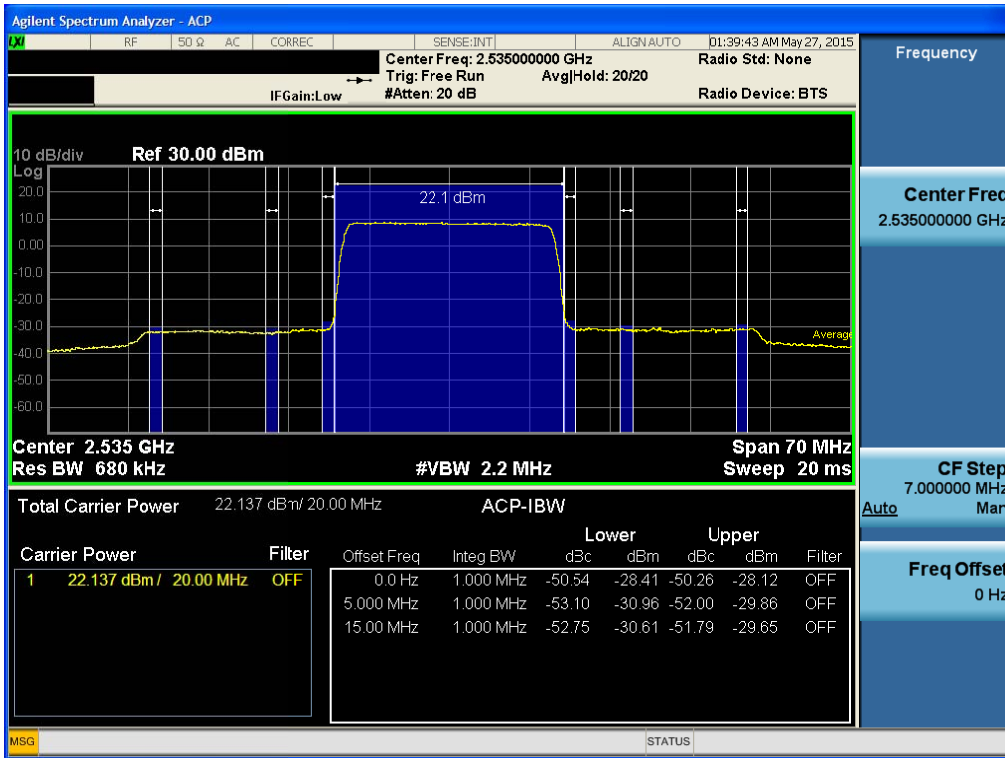 Agilent Spectrum Analyzer - ACP
LXI RF 50 Ω AC CORREC SENSE:INT ALIGNAUTO 01:39:43 AM May 27, 2015
Center Freq: 2.535000000 GHz Radio Std: None
Trig: Free Run Avg|Hold: 20/20
IFGain:Low #Atten: 20 dB Radio Device: BTS
10 dB/div Ref 30.00 dBm
Log
20.0
22.1 dBm
10.0
0.00
-10.0
-20.0
-30.0
Average
-40.0
-50.0
-60.0
Center 2.535 GHz Span 70 MHz
Res BW 680 kHz #VBW 2.2 MHz Sweep 20 ms
Total Carrier Power 22.137 dBm/ 20.00 MHz ACP-IBW
Lower Upper
Carrier Power Filter Offset Freq Integ BW dBc dBm dBc dBm Filter
1 22.137 dBm / 20.00 MHz OFF 0.0 Hz 1.000 MHz -50.54 -28.41 -50.26 -28.12 OFF
5.000 MHz 1.000 MHz -53.10 -30.96 -52.00 -29.86 OFF
15.00 MHz 1.000 MHz -52.75 -30.61 -51.79 -29.65 OFF
MSG STATUS
Frequency
Center Freq
2.535000000 GHz
CF Step
7.000000 MHz
Auto Man
Freq Offset
0 Hz